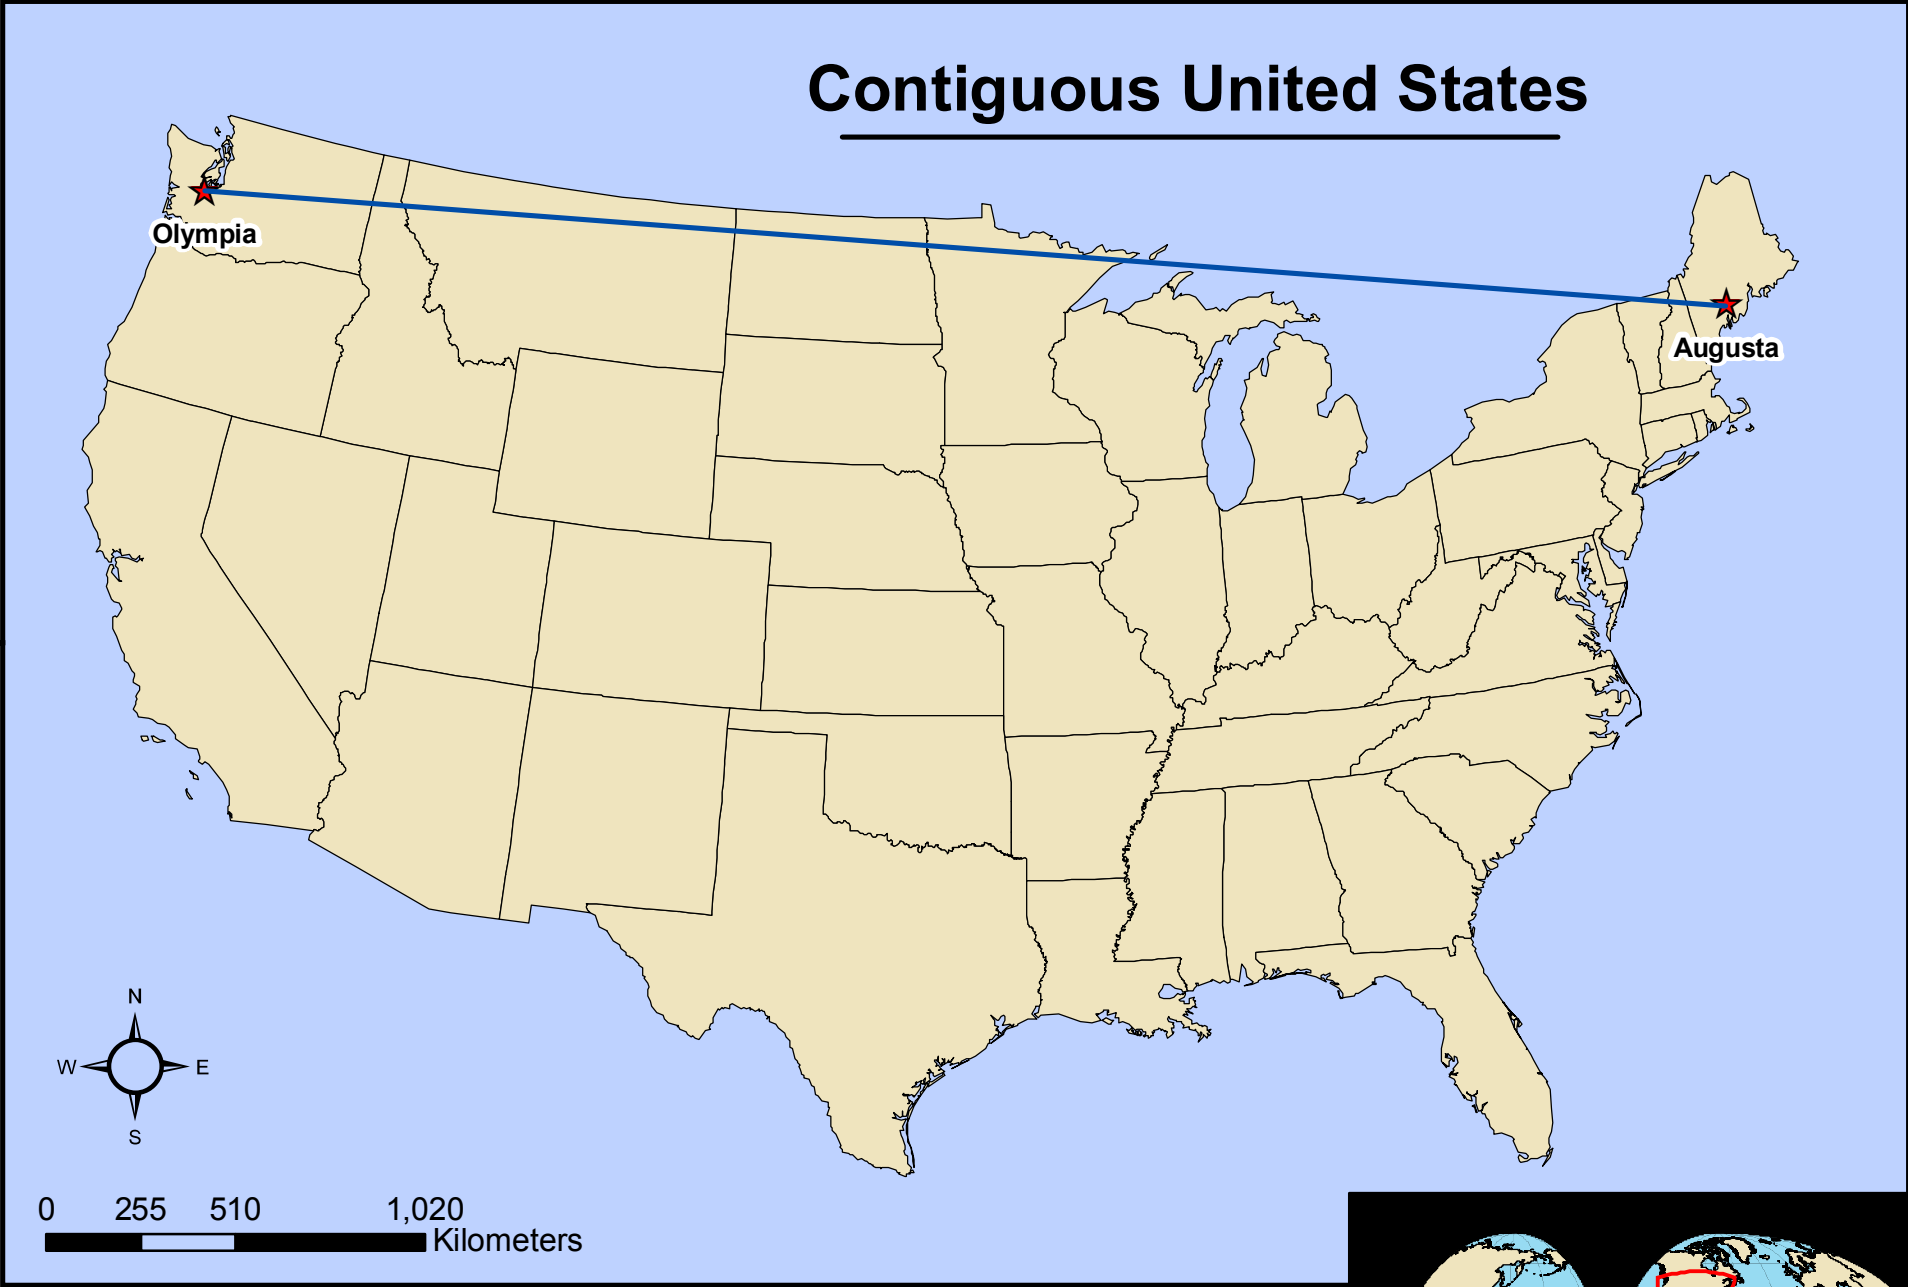 Contiguous United States
Olympia
Augusta
N
W E
S
0 255 510 1,020
Kilometers